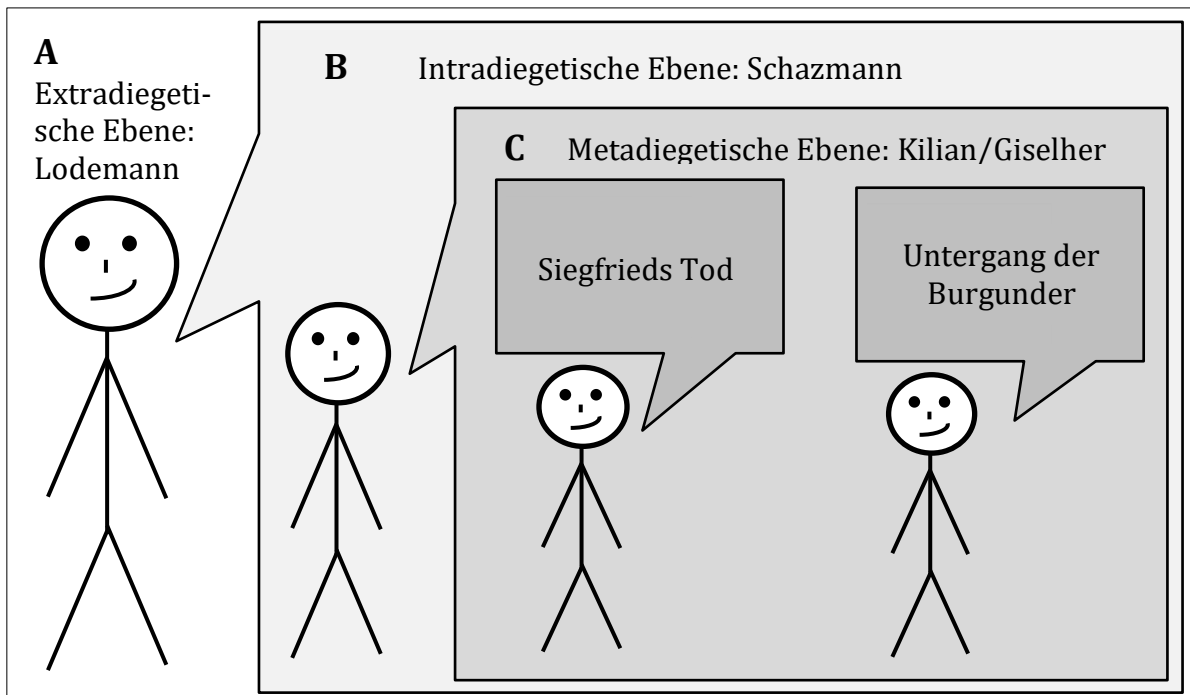 A
Extradiegeti-
sche Ebene:
Lodemann
B Intradiegetische Ebene: Schazmann
C Metadiegetische Ebene: Kilian/Giselher
Siegfrieds Tod
Untergang der
Burgunder